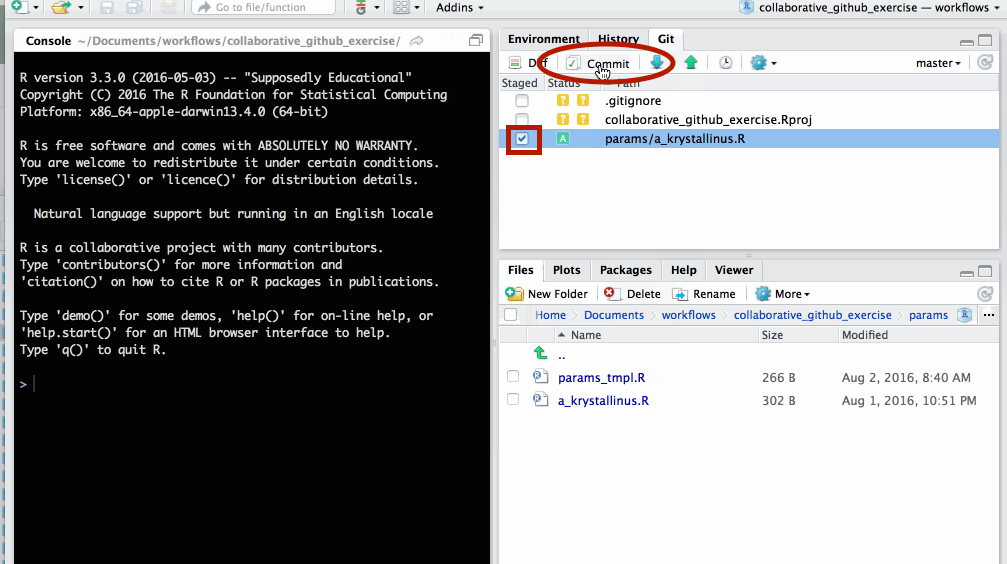 Go to file/function
Addins
collaborative_github_exercise — workflows
Console ~/Documents/workflows/collaborative_github_exercise/
R version 3.3.0 (2016-05-03) -- "Supposedly Educational"
Copyright (C) 2016 The R Foundation for Statistical Computing
Platform: x86_64-apple-darwin13.4.0 (64-bit)
R is free software and comes with ABSOLUTELY NO WARRANTY.
You are welcome to redistribute it under certain conditions.
Type 'license()' or 'licence()' for distribution details.
Natural language support but running in an English locale
R is a collaborative project with many contributors.
Type 'contributors()' for more information and
'citation()' on how to cite R or R packages in publications.
Type 'demo()' for some demos, 'help()' for on-line help, or
'help.start()' for an HTML browser interface to help.
Type 'q()' to quit R.
>
Environment History Git
Diff Commit master
Staged Status Path
? ? .gitignore
? ? collaborative_github_exercise.Rproj
A params/a_krystallinus.R
Files Plots Packages Help Viewer
New Folder Delete Rename More
Home Documents workflows collaborative_github_exercise params R ...
Name Size Modified
..
params_tmpl.R 266 B Aug 2, 2016, 8:40 AM
a_krystallinus.R 302 B Aug 1, 2016, 10:51 PM